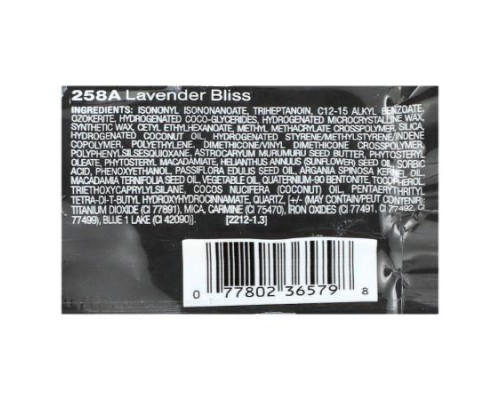 258A Lavender Bliss
INGREDIENTS: ISONONYL ISONONANOATE, TRIHEPTANOIN, C12-15 ALKYL BENZOATE,
OZOKERITE, HYDROGENATED COCO-GLYCERIDES, HYDROGENATED MICROCRYSTALLINE WAX,
SYNTHETIC WAX, CETYL ETHYLHEXANOATE, METHYL METHACRYLATE CROSSPOLYMER, SILICA,
HYDROGENATED COCONUT OIL, HYDROGENATED STYRENE/METHYL STYRENE/INDENE
COPOLYMER, POLYETHYLENE, DIMETHICONE/VINYL DIMETHICONE CROSSPOLYMER,
POLYPHENYLSILSESQUIOXANE, ASTROCARYUM MURUMURU SEED BUTTER, PHYTOSTERYL
OLEATE, PHYTOSTERYL MACADAMIATE, HELIANTHUS ANNUUS (SUNFLOWER) SEED OIL, SORBIC
ACID, PHENOXYETHANOL, PASSIFLORA EDULIS SEED OIL, ARGANIA SPINOSA KERNEL OIL,
MACADAMIA TERNIFOLIA SEED OIL, VEGETABLE OIL, QUATERNIUM-90 BENTONITE, TOCOPHEROL,
TRIETHOXYCAPRYLYLSILANE, COCOS NUCIFERA (COCONUT) OIL, PENTAERYTHRITYL
TETRA-DI-T-BUTYL HYDROXYHYDROCINNAMATE, QUARTZ, [+/- (MAY CONTAIN/PEUT CONTENIR)
TITANIUM DIOXIDE (CI 77891), MICA, CARMINE (CI 75470), IRON OXIDES (CI 77491, CI 77492, CI
77499), BLUE 1 LAKE (CI 42090)]. [2212-1.3]
0 77802 36579 8